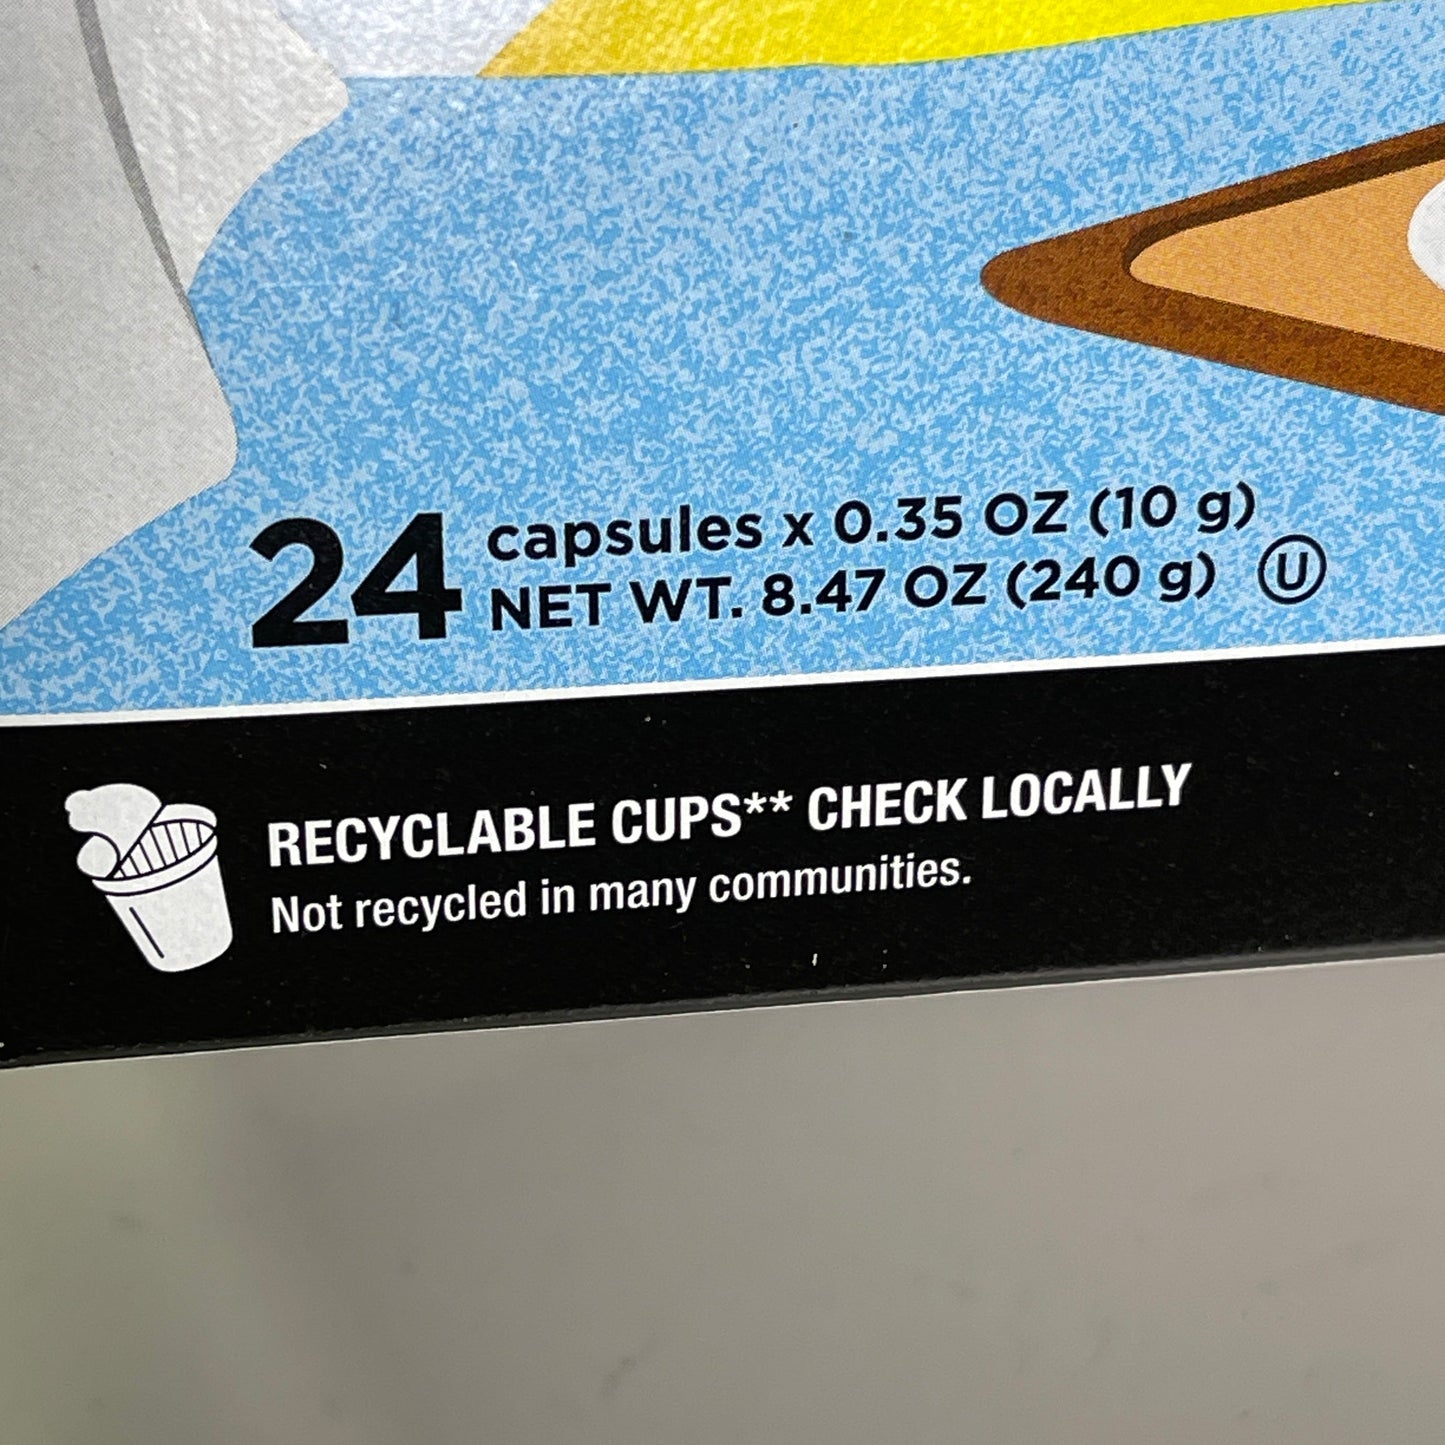 24 capsules x 0.35 OZ (10 g)
NET WT. 8.47 OZ (240 g) U
RECYCLABLE CUPS** CHECK LOCALLY
Not recycled in many communities.